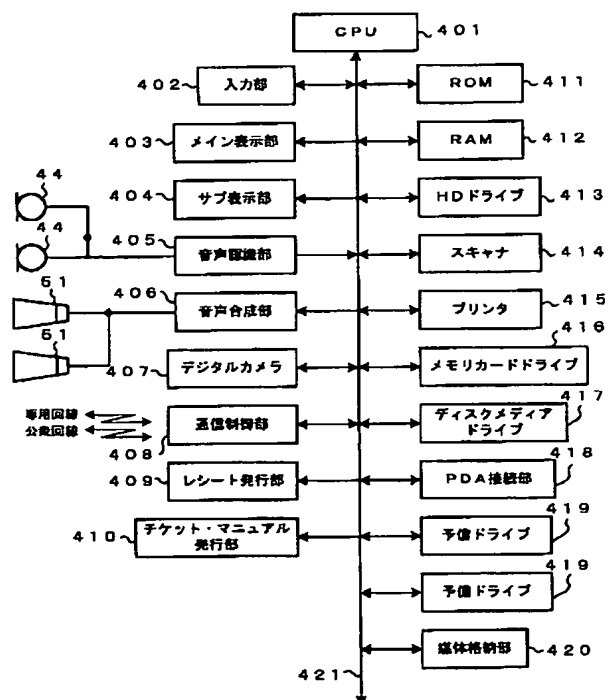 CPU
401
402
入力部
ROM
411
403
メイン表示部
RAM
412
44
404
サブ表示部
HDドライブ
413
44
405
音声認識部
スキャナ
414
51
406
音声合成部
プリンタ
415
51
407
デジタルカメラ
メモリカードドライブ
416
専用回線
公衆回線
408
通信制御部
ディスクメディア
ドライブ
417
409
レシート発行部
PDA接続部
418
410
チケット・マニュアル
発行部
予備ドライブ
419
予備ドライブ
419
媒体格納部
420
421